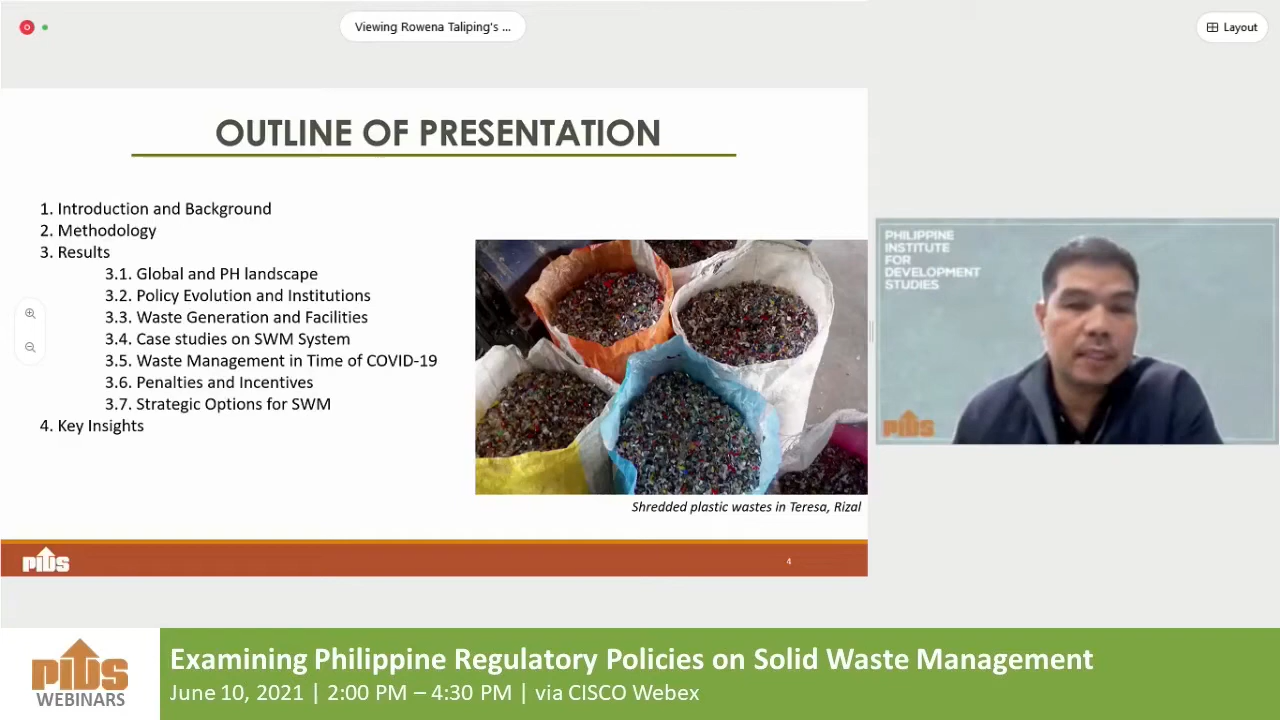 Viewing Rowena Taliping's ...
Layout
OUTLINE OF PRESENTATION
1. Introduction and Background
2. Methodology
3. Results
3.1. Global and PH landscape
3.2. Policy Evolution and Institutions
3.3. Waste Generation and Facilities
3.4. Case studies on SWM System
3.5. Waste Management in Time of COVID-19
3.6. Penalties and Incentives
3.7. Strategic Options for SWM
4. Key Insights
Shredded plastic wastes in Teresa, Rizal
PIDS
4
PHILIPPINE
INSTITUTE
FOR
DEVELOPMENT
STUDIES
PIDS
PIDS
WEBINARS
Examining Philippine Regulatory Policies on Solid Waste Management
June 10, 2021 | 2:00 PM – 4:30 PM | via CISCO Webex